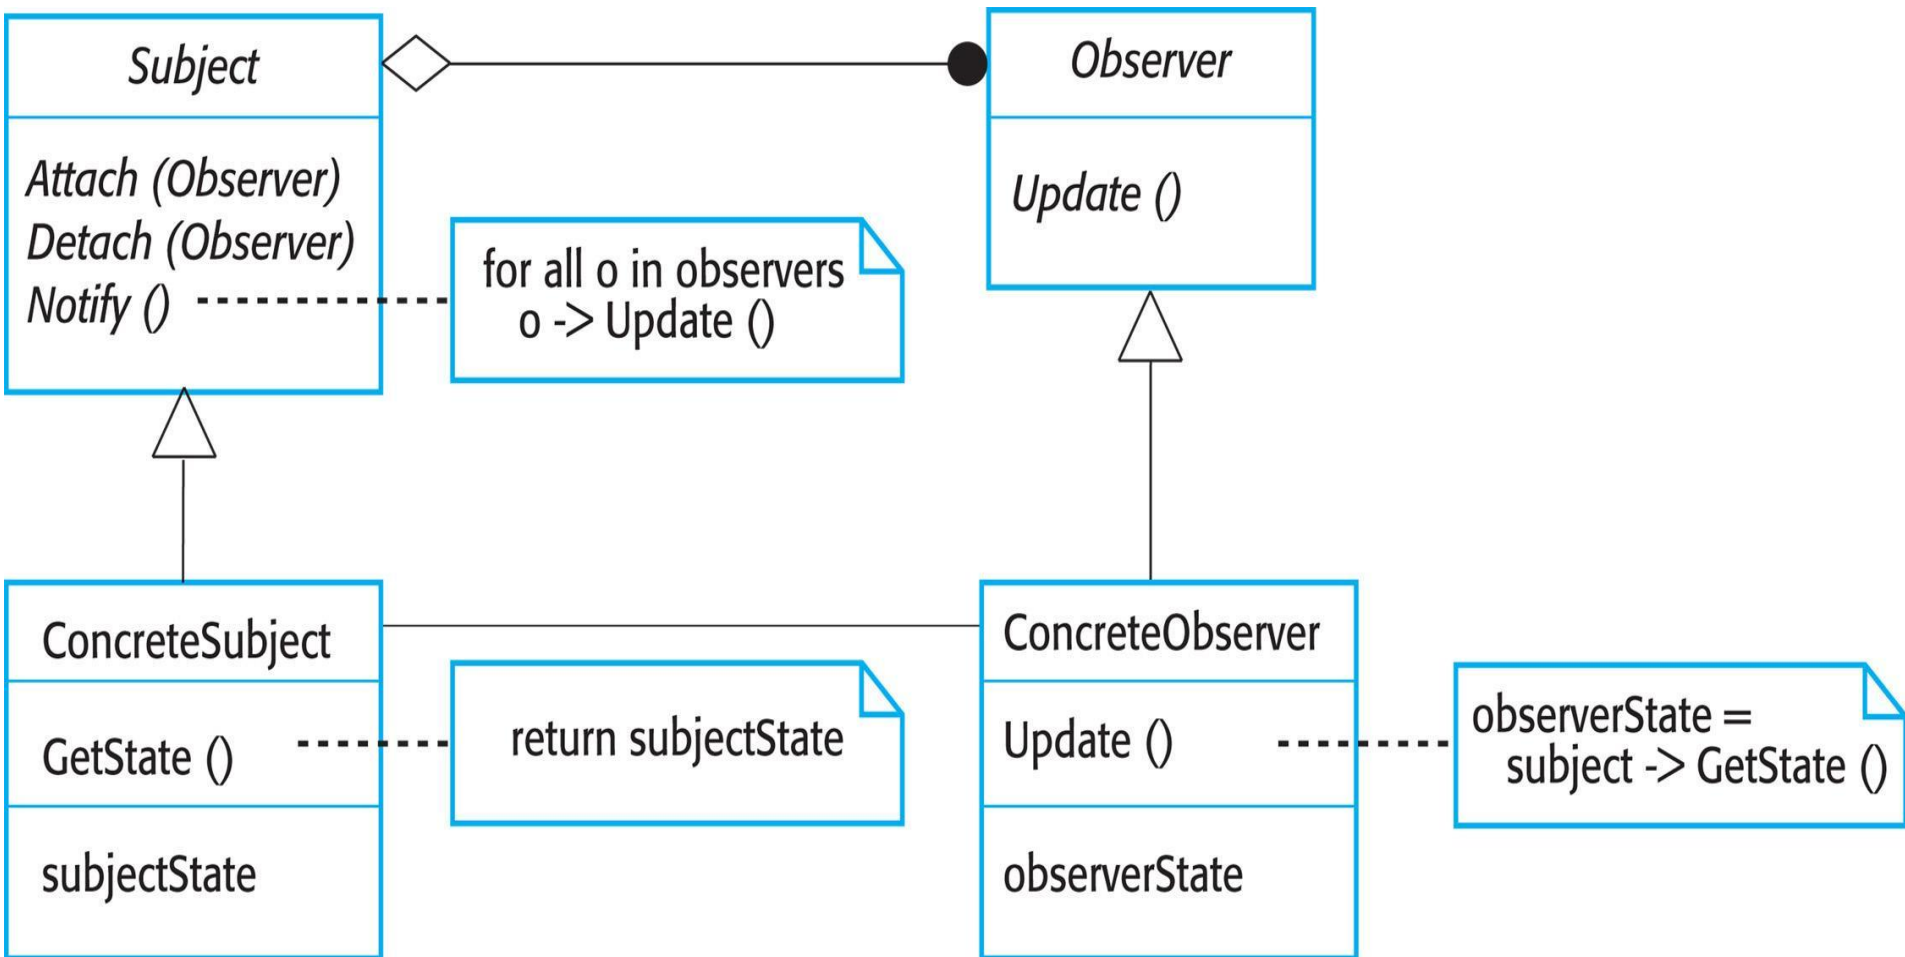 Subject
Attach (Observer)
Detach (Observer)
Notify ()
for all o in observers
o -> Update ()
Observer
Update ()
ConcreteSubject
GetState ()
subjectState
return subjectState
ConcreteObserver
Update ()
observerState
observerState =
subject -> GetState ()